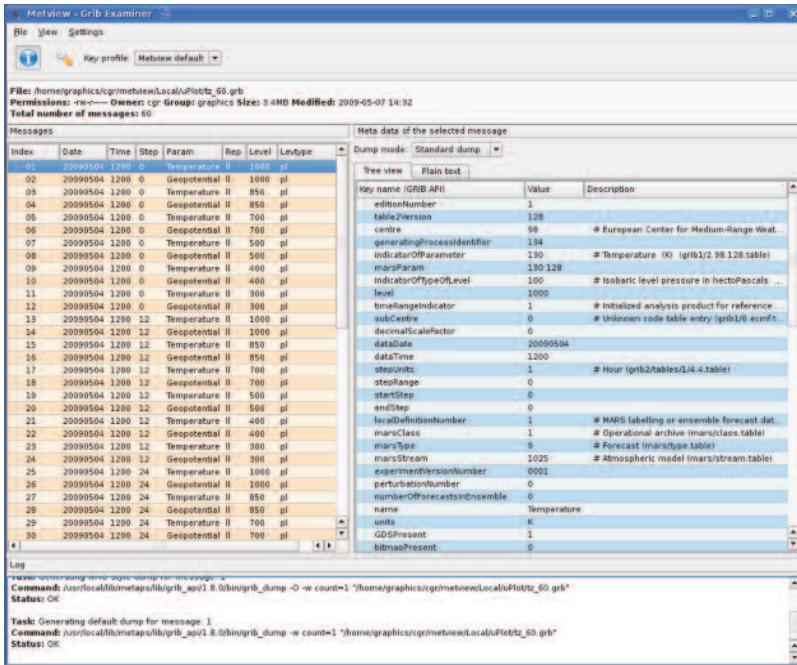 Metview - Grib Examiner
File View Settings
Key profile: Metview default
File: /home/graphics/cgr/metview/Local/uPlot/tz_60.grb
Permissions: -rw-r----- Owner: cgr Group: graphics Size: 3.4MB Modified: 2009-05-07 14:32
Total number of messages: 60
Messages
Index Date Time Step Param Rep Level Levtype
01 20090504 1200 0 Temperature ll 1000 pl
02 20090504 1200 0 Geopotential ll 1000 pl
03 20090504 1200 0 Temperature ll 850 pl
04 20090504 1200 0 Geopotential ll 850 pl
05 20090504 1200 0 Temperature ll 700 pl
06 20090504 1200 0 Geopotential ll 700 pl
07 20090504 1200 0 Temperature ll 500 pl
08 20090504 1200 0 Geopotential ll 500 pl
09 20090504 1200 0 Temperature ll 400 pl
10 20090504 1200 0 Geopotential ll 400 pl
11 20090504 1200 0 Temperature ll 300 pl
12 20090504 1200 0 Geopotential ll 300 pl
13 20090504 1200 12 Temperature ll 1000 pl
14 20090504 1200 12 Geopotential ll 1000 pl
15 20090504 1200 12 Temperature ll 850 pl
16 20090504 1200 12 Geopotential ll 850 pl
17 20090504 1200 12 Temperature ll 700 pl
18 20090504 1200 12 Geopotential ll 700 pl
19 20090504 1200 12 Temperature ll 500 pl
20 20090504 1200 12 Geopotential ll 500 pl
21 20090504 1200 12 Temperature ll 400 pl
22 20090504 1200 12 Geopotential ll 400 pl
23 20090504 1200 12 Temperature ll 300 pl
24 20090504 1200 12 Geopotential ll 300 pl
25 20090504 1200 24 Temperature ll 1000 pl
26 20090504 1200 24 Geopotential ll 1000 pl
27 20090504 1200 24 Temperature ll 850 pl
28 20090504 1200 24 Geopotential ll 850 pl
29 20090504 1200 24 Temperature ll 700 pl
30 20090504 1200 24 Geopotential ll 700 pl
Meta data of the selected message
Dump mode: Standard dump
Tree view Plain text
Key name (GRIB API) Value Description
editionNumber 1
table2Version 128
centre 98 # European Center for Medium-Range Weat...
generatingProcessIdentifier 134
indicatorOfParameter 130 # Temperature (K) (grib1/2.98.128.table)
marsParam 130.128
indicatorOfTypeOfLevel 100 # Isobaric level pressure in hectoPascals ...
level 1000
timeRangeIndicator 1 # Initialized analysis product for reference ...
subCentre 0 # Unknown code table entry (grib1/0.ecmf.t...
decimalScaleFactor 0
dataDate 20090504
dataTime 1200
stepUnits 1 # Hour (grib2/tables/1/4.4.table)
stepRange 0
startStep 0
endStep 0
localDefinitionNumber 1 # MARS labelling or ensemble forecast dat...
marsClass 1 # Operational archive (mars/class.table)
marsType 9 # Forecast (mars/type.table)
marsStream 1025 # Atmospheric model (mars/stream.table)
experimentVersionNumber 0001
perturbationNumber 0
numberOfForecastsInEnsemble 0
name Temperature
units K
GDSPresent 1
bitmapPresent 0
Log
Task: Generating WMO style dump for message: 1
Command: /usr/local/lib/metaps/lib/grib_api/1.8.0/bin/grib_dump -O -w count=1 "/home/graphics/cgr/metview/Local/uPlot/tz_60.grb"
Status: OK
Task: Generating default dump for message: 1
Command: /usr/local/lib/metaps/lib/grib_api/1.8.0/bin/grib_dump -w count=1 "/home/graphics/cgr/metview/Local/uPlot/tz_60.grb"
Status: OK